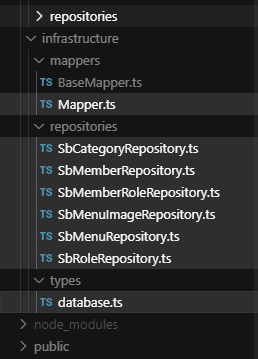 repositories
infrastructure
mappers
TS BaseMapper.ts
TS Mapper.ts
repositories
TS SbCategoryRepository.ts
TS SbMemberRepository.ts
TS SbMemberRoleRepository.ts
TS SbMenuImageRepository.ts
TS SbMenuRepository.ts
TS SbRoleRepository.ts
types
TS database.ts
node_modules
public